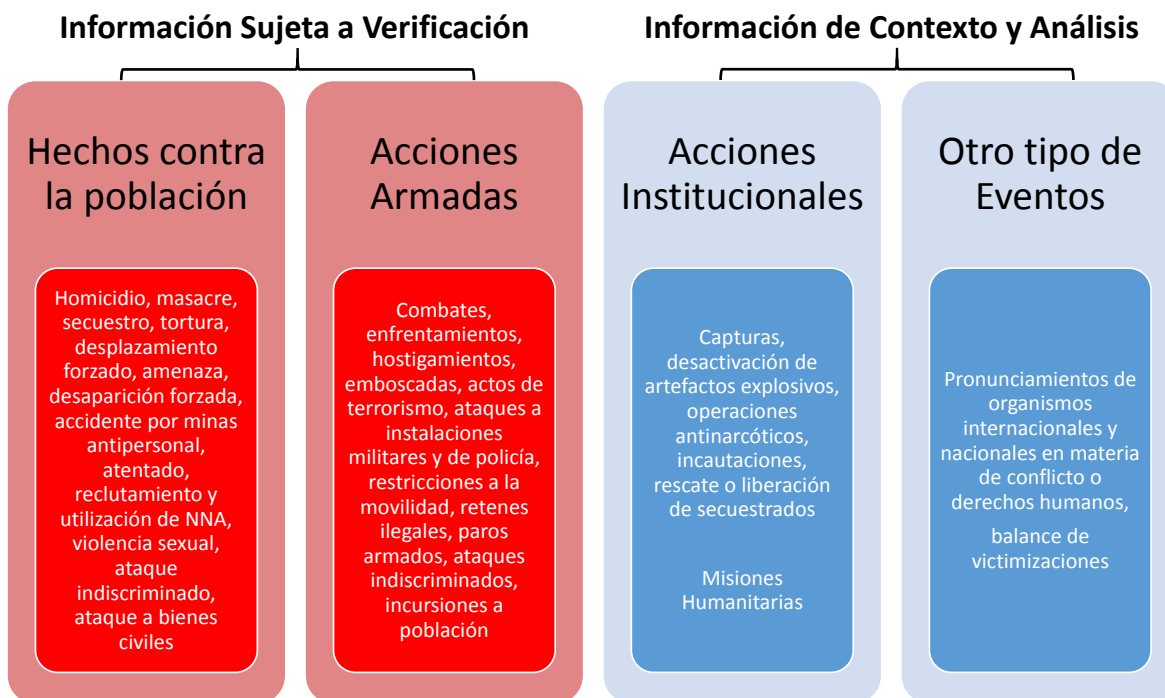 Información Sujeta a Verificación
Información de Contexto y Análisis
Hechos contra
la población
Homicidio, masacre,
secuestro, tortura,
desplazamiento
forzado, amenaza,
desaparición forzada,
accidente por minas
antipersonal,
atentado,
reclutamiento y
utilización de NNA,
violencia sexual,
ataque
indiscriminado,
ataque a bienes
civiles
Acciones
Armadas
Combates,
enfrentamientos,
hostigamientos,
emboscadas, actos de
terrorismo, ataques a
instalaciones
militares y de policía,
restricciones a la
movilidad, retenes
ilegales, paros
armados, ataques
indiscriminados,
incursiones a
población
Acciones
Institucionales
Capturas,
desactivación de
artefactos explosivos,
operaciones
antinarcóticos,
incautaciones,
rescate o liberación
de secuestrados
Misiones
Humanitarias
Otro tipo de
Eventos
Pronunciamientos de
organismos
internacionales y
nacionales en materia
de conflicto o
derechos humanos,
balance de
victimizaciones